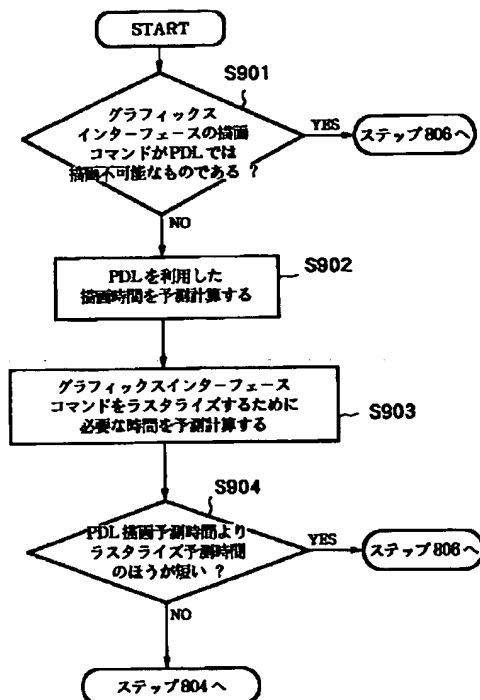 START
S901
グラフィックス
インターフェースの描画
コマンドがPDLでは
描画不可能なものである ?
YES
ステップ806へ
NO
S902
PDLを利用した
描画時間を予測計算する
グラフィックスインターフェース
コマンドをラスタライズするために
必要な時間を予測計算する
S903
S904
PDL描画予測時間より
ラスタライズ予測時間
のほうが短い ?
YES
ステップ806へ
NO
ステップ804へ